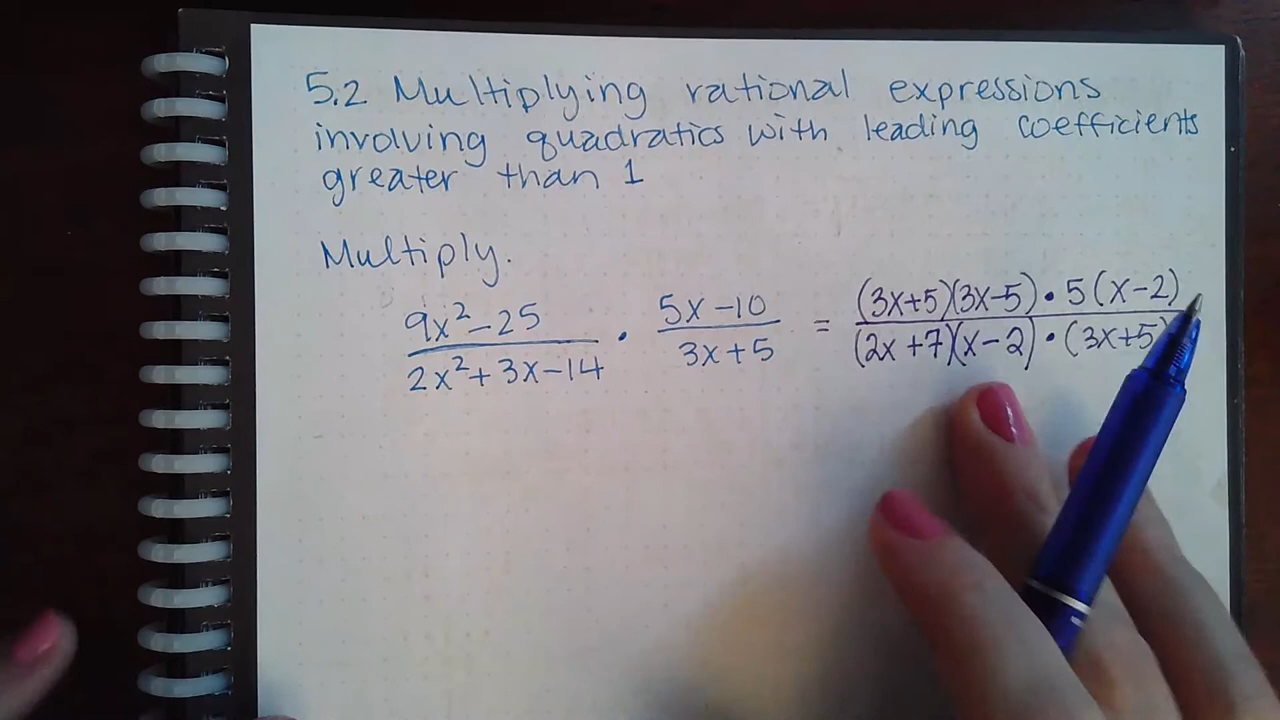 5.2 Multiplying rational expressions
involving quadratics with leading coefficients
greater than 1
Multiply.
(9x²-25)/(2x²+3x-14) · (5x-10)/(3x+5) = ((3x+5)(3x-5)·5(x-2))/((2x+7)(x-2)·(3x+5)